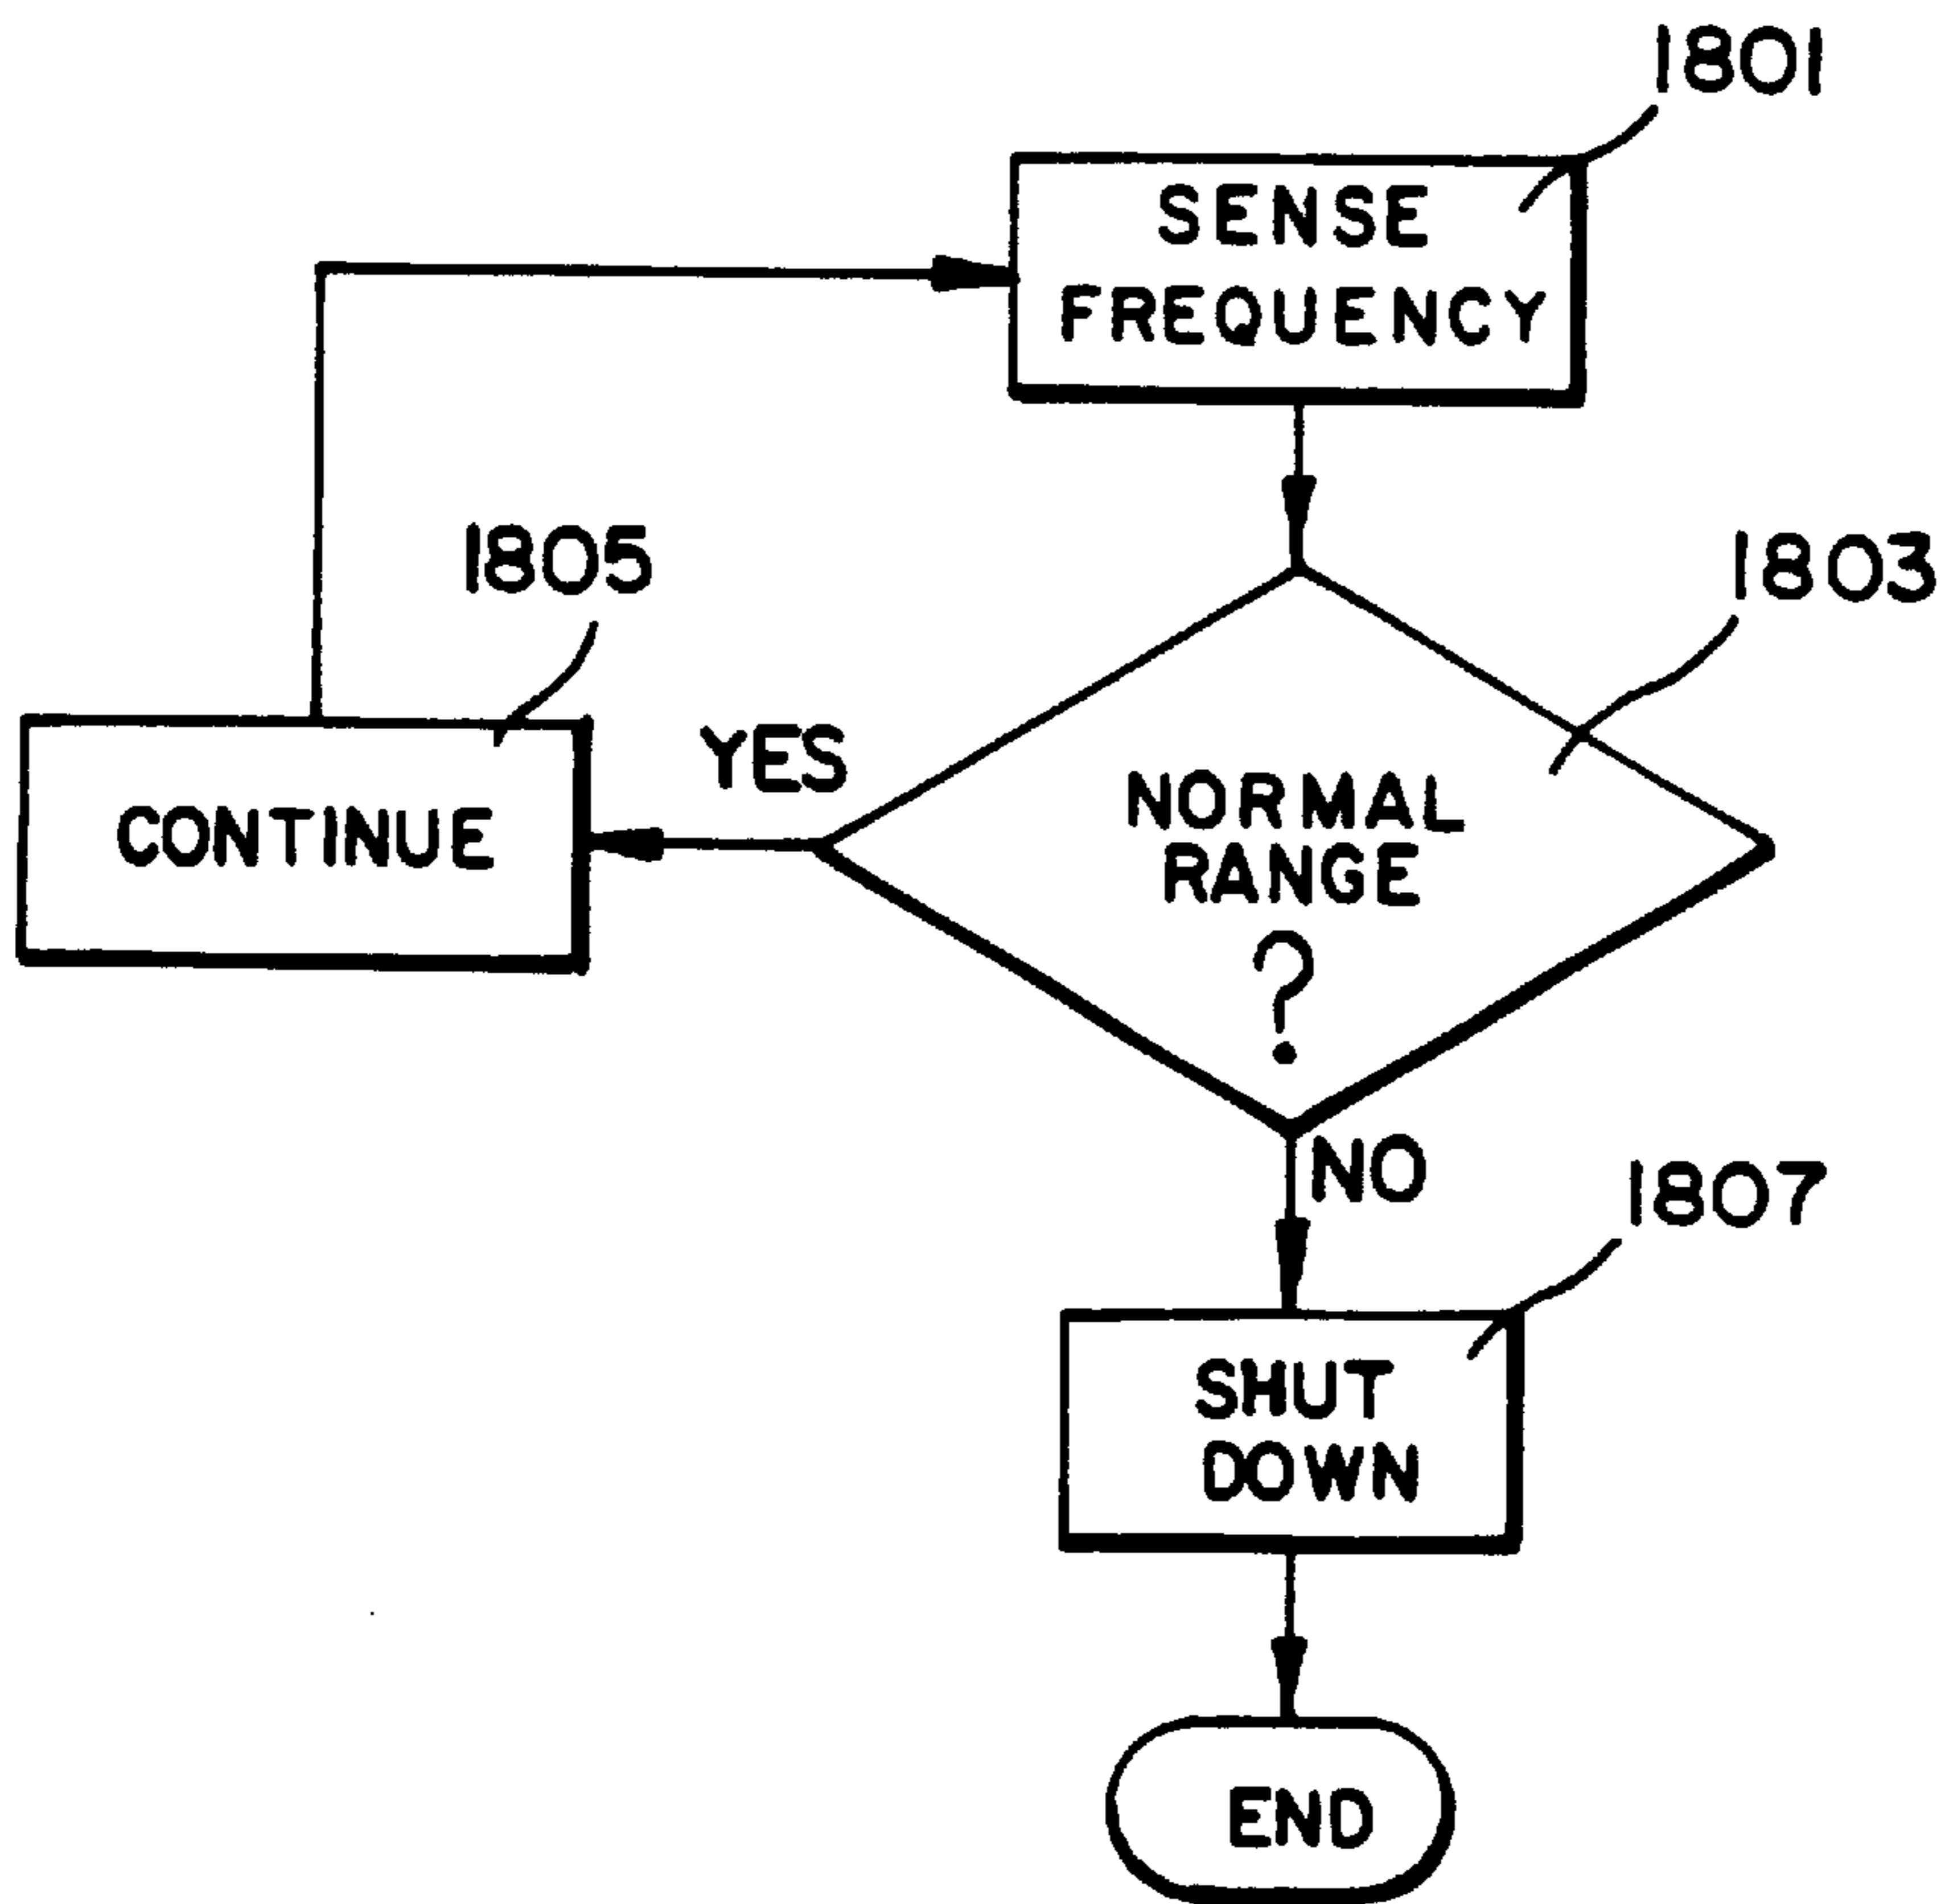 1801
SENSE
FREQUENCY
1805
1803
YES
NORMAL
RANGE
?
CONTINUE
NO
1807
SHUT
DOWN
END